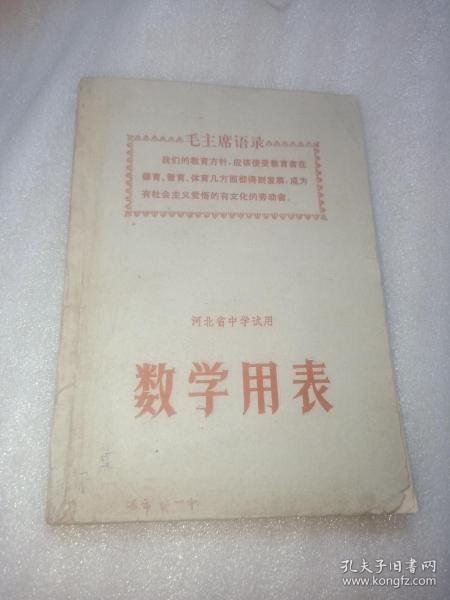 毛主席语录
我们的教育方针，应该使受教育者在
德育、智育、体育几方面都得到发展，成为
有社会主义觉悟的有文化的劳动者。
河北省中学试用
数学用表
孔夫子旧书网
www.kongfz.com